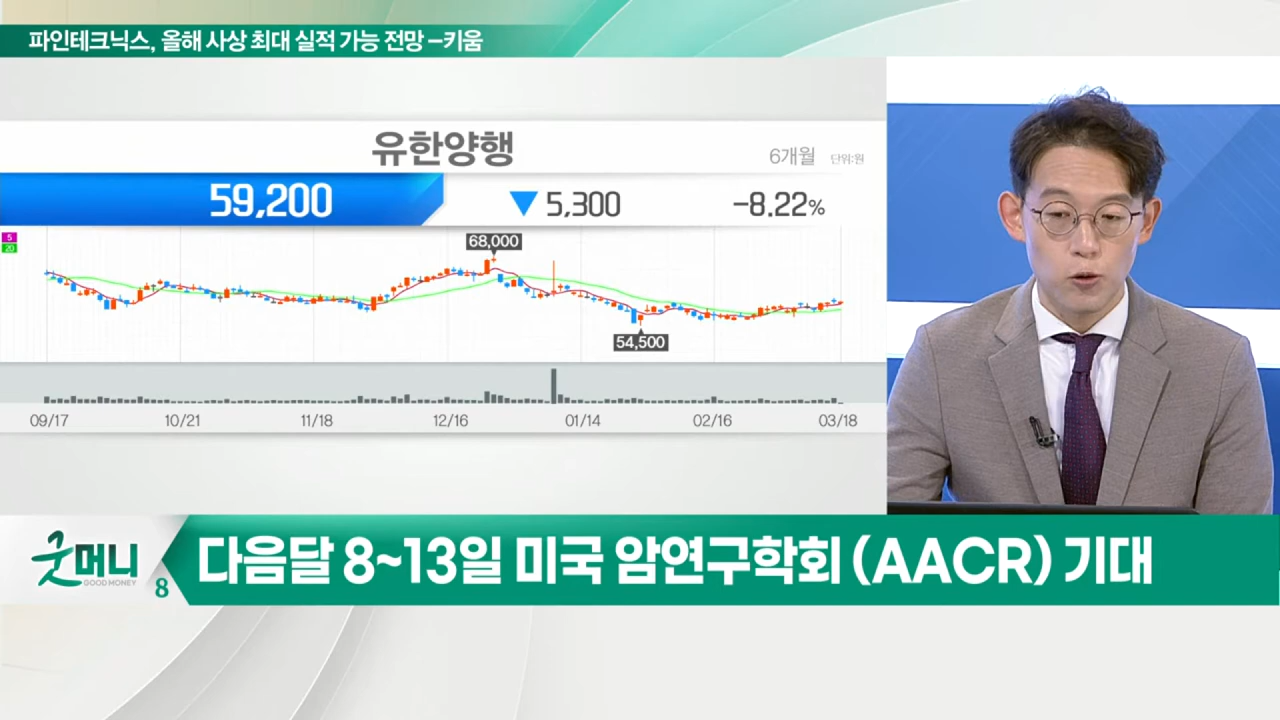 파인테크닉스, 올해 사상 최대 실적 가능 전망 –키움
유한양행
6개월 단위:원
59,200 ▼ 5,300 -8.22%
5
20
68,000
54,500
09/17 10/21 11/18 12/16 01/14 02/16 03/18
굿머니
GOOD MONEY
8
다음달 8~13일 미국 암연구학회 (AACR) 기대